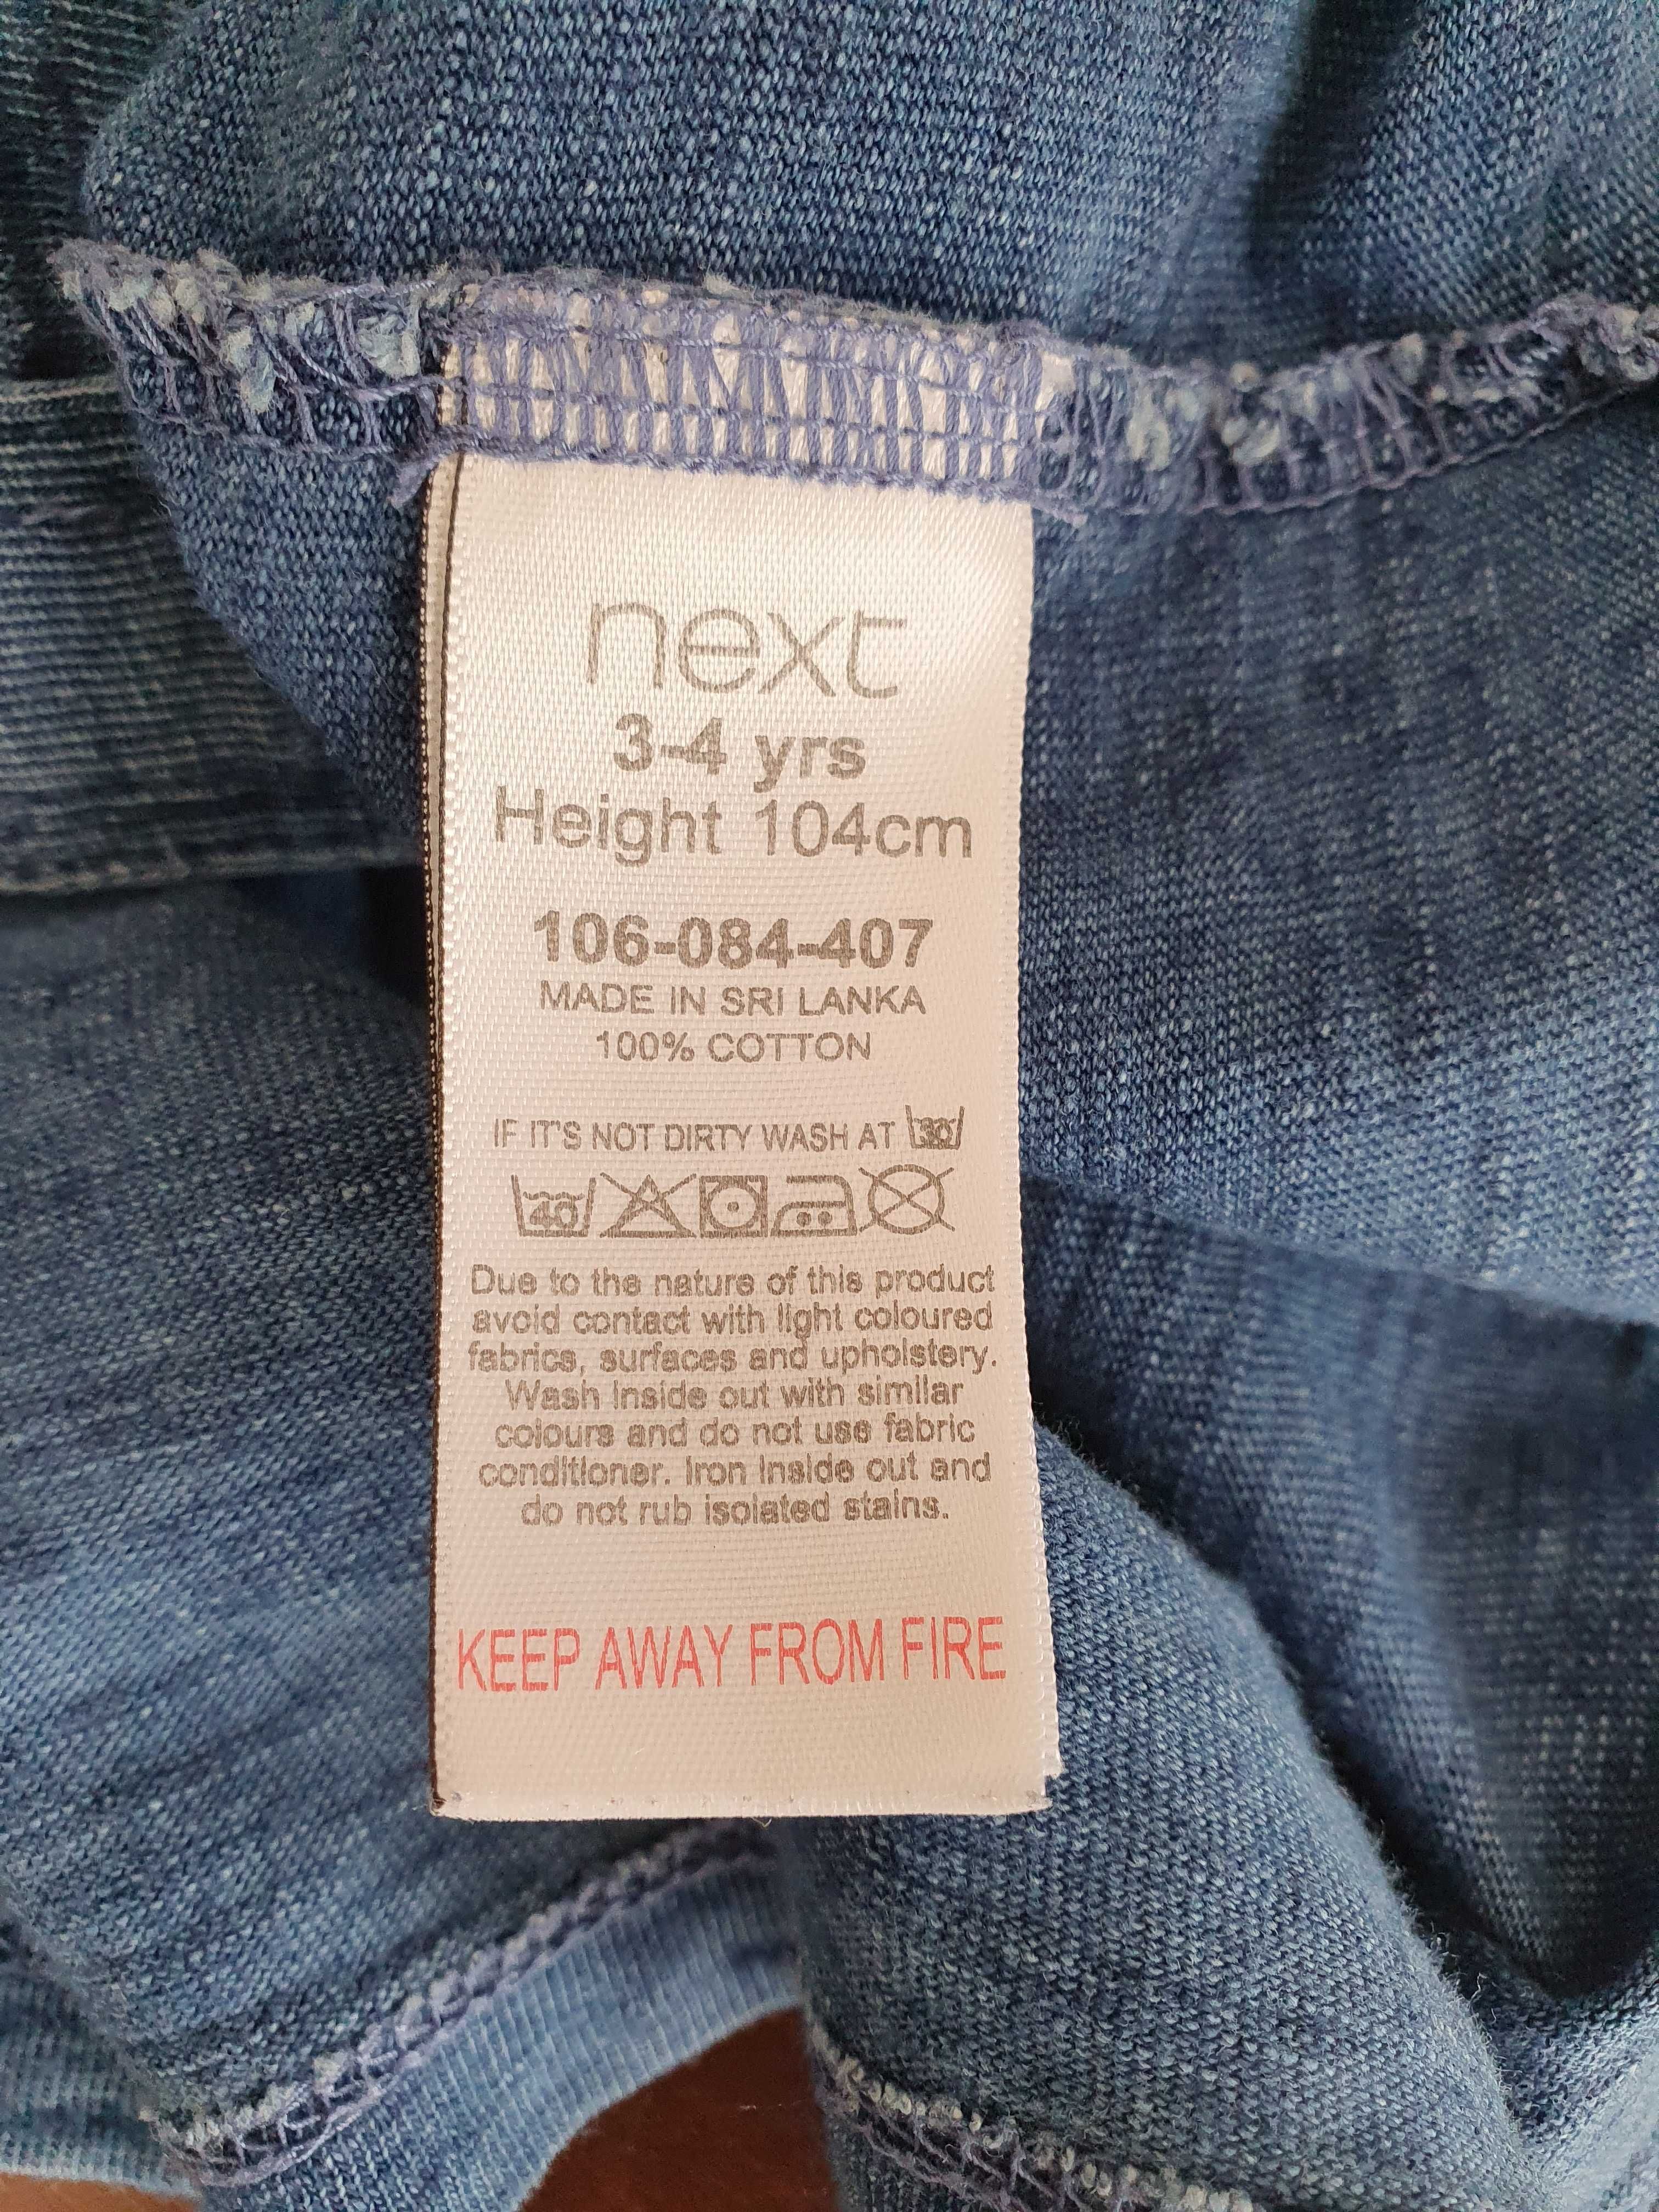 next
3-4 yrs
Height 104cm
106-084-407
MADE IN SRI LANKA
100% COTTON
IF IT'S NOT DIRTY WASH AT 30
40
Due to the nature of this product
avoid contact with light coloured
fabrics, surfaces and upholstery.
Wash inside out with similar
colours and do not use fabric
conditioner. Iron inside out and
do not rub isolated stains.
KEEP AWAY FROM FIRE